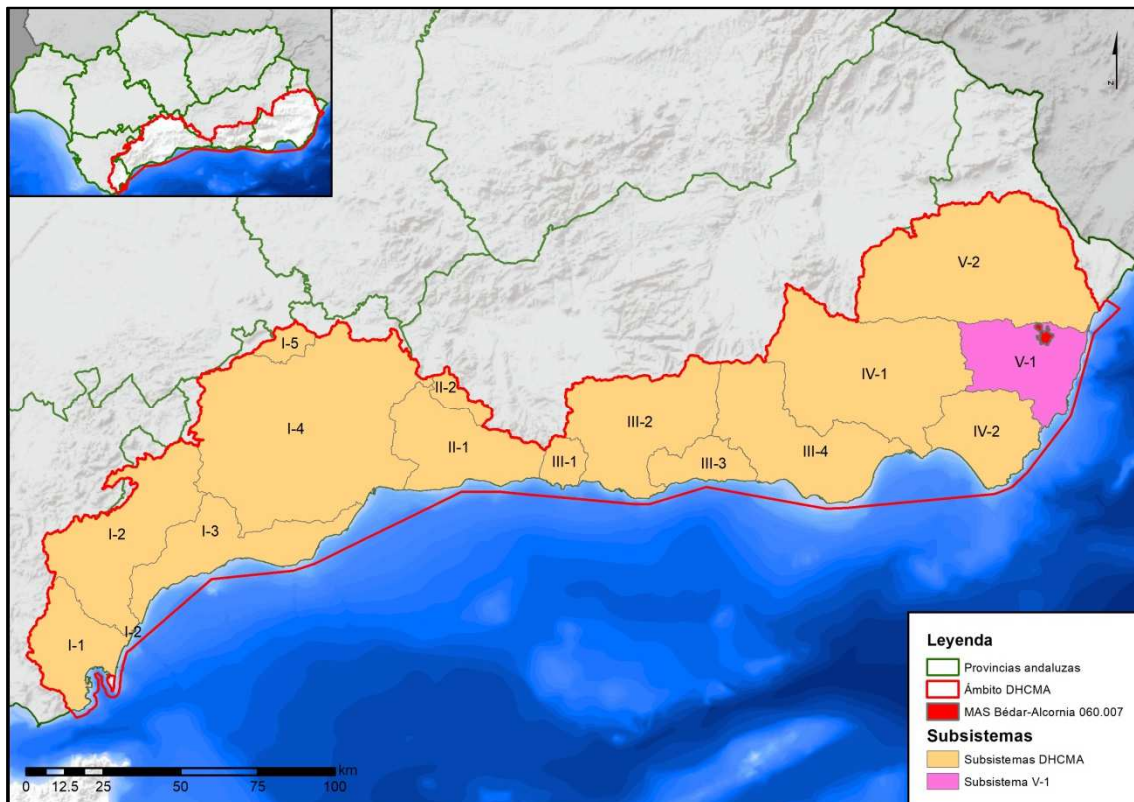 z
V-2
I-5
V-1
IV-1
II-2
I-4
III-2
IV-2
II-1
III-1
III-3
III-4
I-2
I-3
I-2
I-1
km
0 12.5 25 50 75 100
Leyenda
Provincias andaluzas
Ámbito DHCMA
MAS Bédar-Alcornia 060.007
Subsistemas
Subsistemas DHCMA
Subsistema V-1